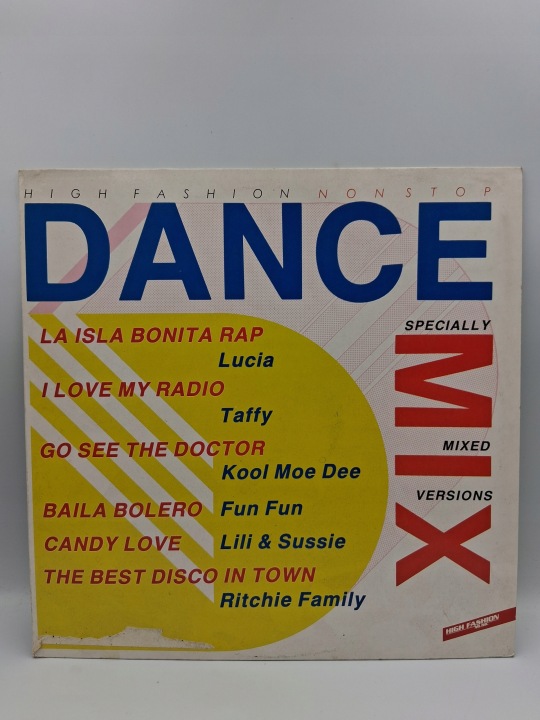 HIGH FASHION NON STOP
DANCE
MIX
SPECIALLY
MIXED
VERSIONS
LA ISLA BONITA RAP
Lucia
I LOVE MY RADIO
Taffy
GO SEE THE DOCTOR
Kool Moe Dee
BAILA BOLERO Fun Fun
CANDY LOVE Lili & Sussie
THE BEST DISCO IN TOWN
Ritchie Family
HIGH FASHION